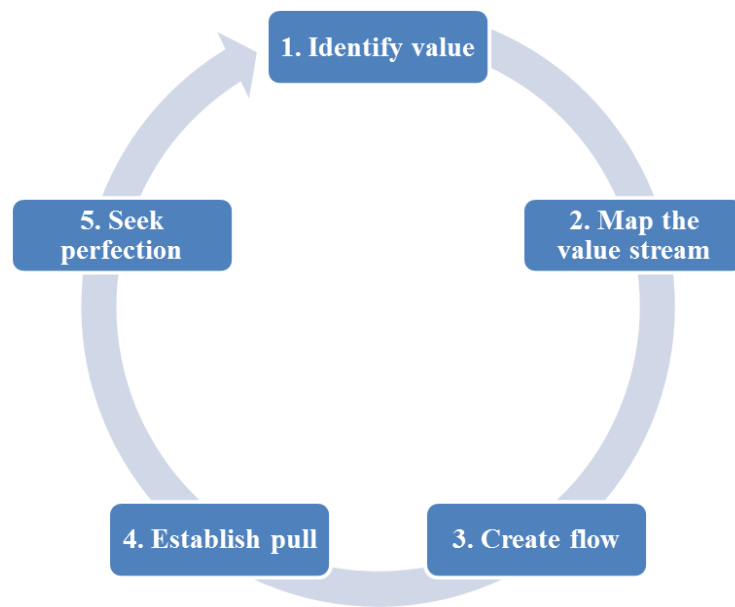 1. Identify value
2. Map the
value stream
3. Create flow
4. Establish pull
5. Seek
perfection